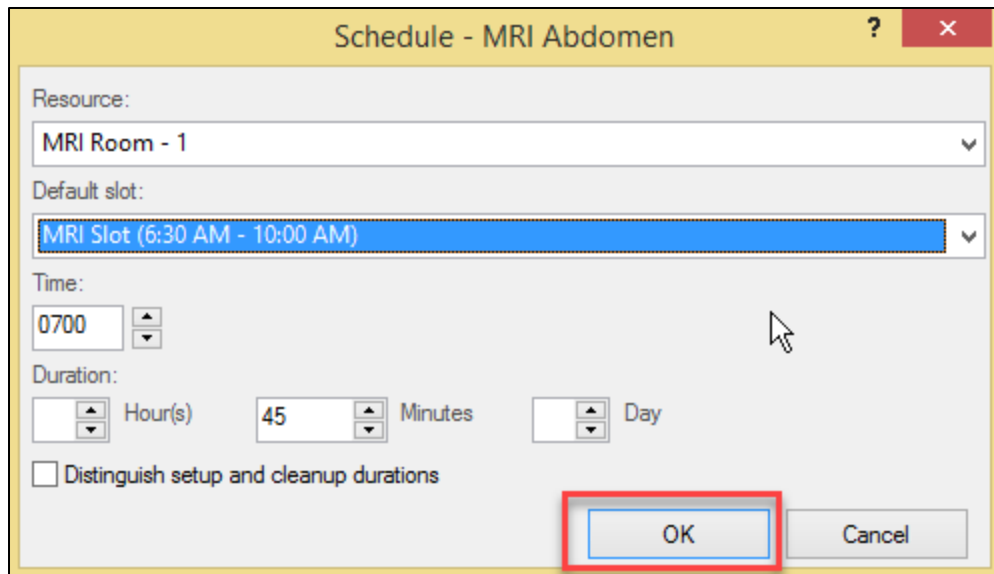 Schedule - MRI Abdomen ? ×
Resource:
MRI Room - 1
Default slot:
MRI Slot (6:30 AM - 10:00 AM)
Time:
0700
Duration:
Hour(s) 45 Minutes Day
Distinguish setup and cleanup durations
OK Cancel